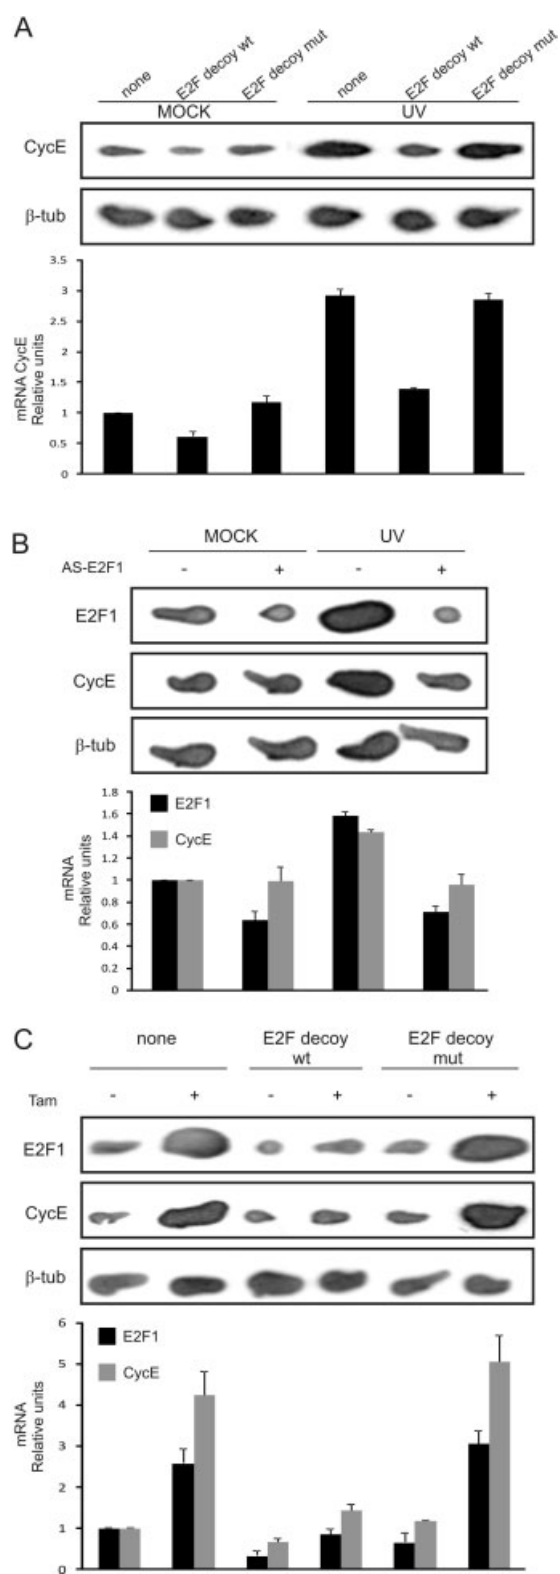 A
none E2F decoy wt E2F decoy mut none E2F decoy wt E2F decoy mut
MOCK UV
CycE
β-tub
mRNA CycE
Relative units
3.5
3
2.5
2
1.5
1
0.5
0
B
MOCK UV
AS-E2F1 - + - +
E2F1
CycE
β-tub
mRNA
Relative units
1.8
1.6
1.4
1.2
1
0.8
0.6
0.4
0.2
0
E2F1
CycE
C
none E2F decoy wt E2F decoy mut
Tam - + - + - +
E2F1
CycE
β-tub
mRNA
Relative units
6
5
4
3
2
1
0
E2F1
CycE